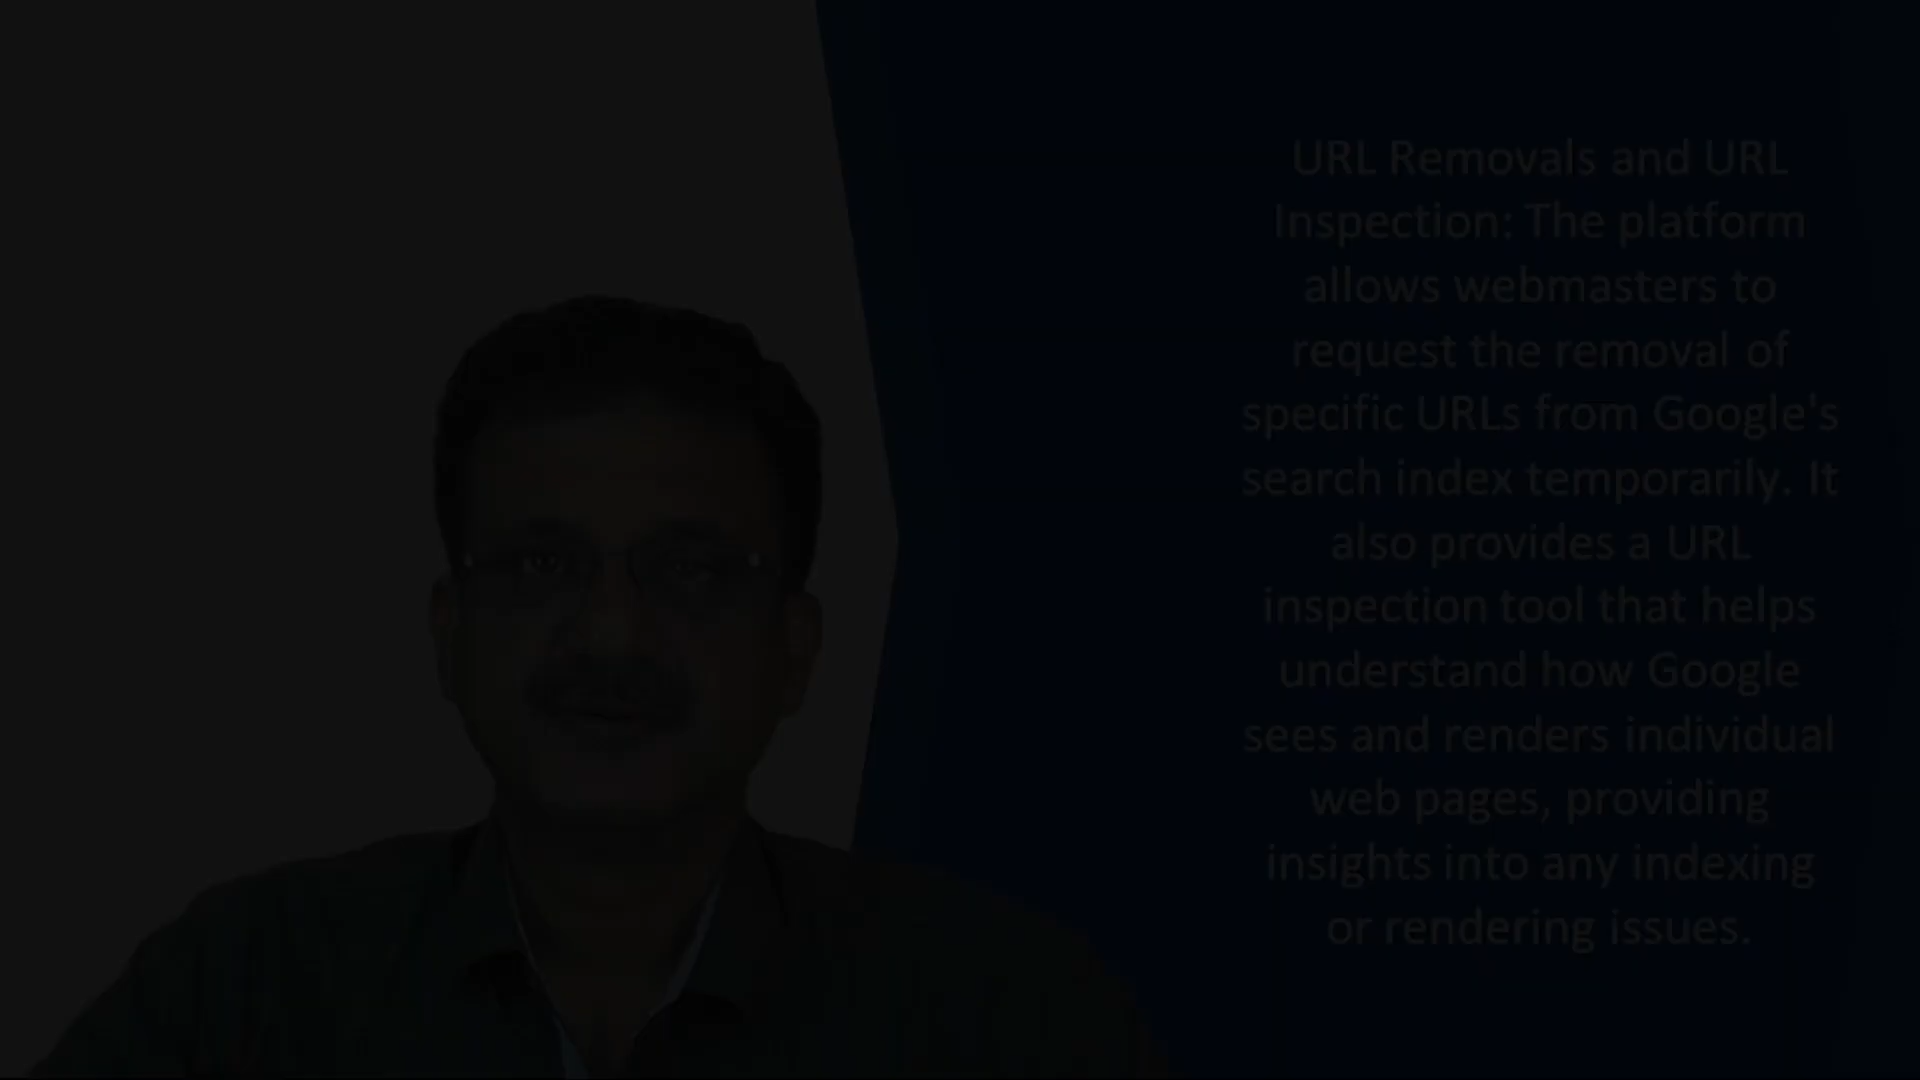 URL Removals and URL
Inspection: The platform
allows webmasters to
request the removal of
specific URLs from Google's
search index temporarily. It
also provides a URL
inspection tool that helps
understand how Google
sees and renders individual
web pages, providing
insights into any indexing
or rendering issues.